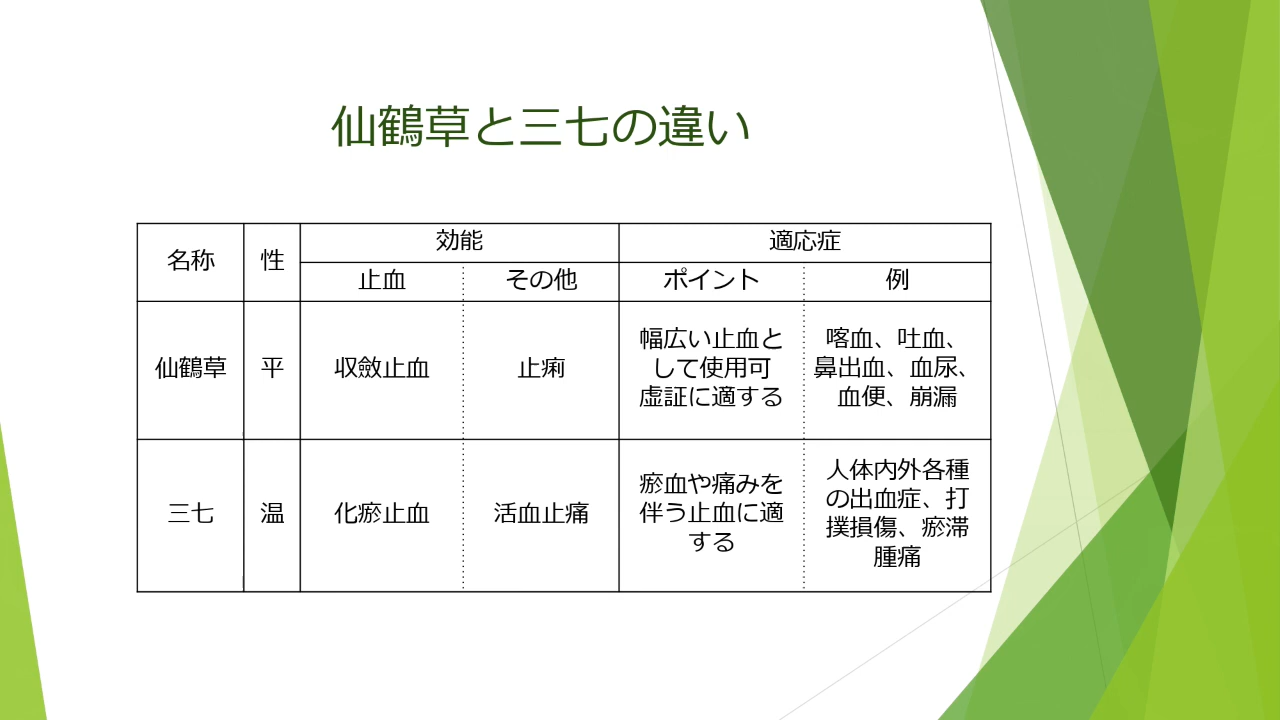 仙鶴草と三七の違い
名称 性 効能 適応症
止血 その他 ポイント 例
仙鶴草 平 収斂止血 止痢
幅広い止血と
して使用可
虚証に適する
喀血、吐血、
鼻出血、血尿、
血便、崩漏
三七 温 化瘀止血 活血止痛
瘀血や痛みを
伴う止血に適
する
人体内外各種
の出血症、打
撲損傷、瘀滞
腫痛